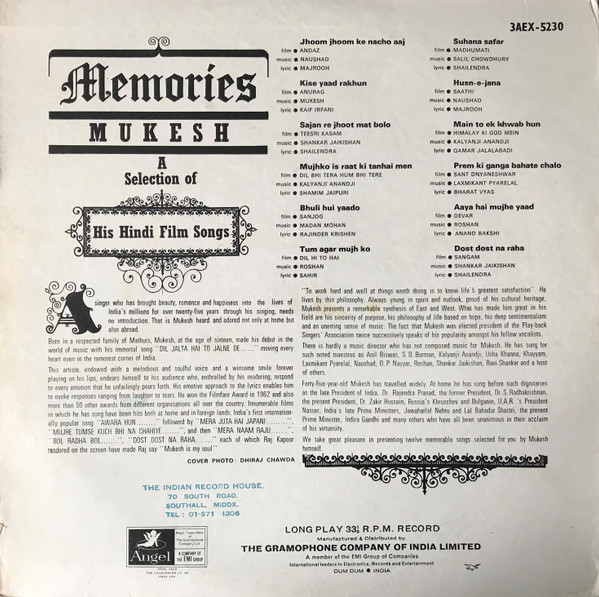 3AEX-5230
Memories
MUKESH
A
Selection of
His Hindi Film Songs
Jhoom jhoom ke nacho aaj
film ● ANDAZ
music ● NAUSHAD
lyric ● MAJROOH
Kise yaad rakhun
film ● ANURAG
music ● MUKESH
lyric ● KAIF IRFANI
Sajan re jhoot mat bolo
film ● TEESRI KASAM
music ● SHANKAR JAIKISHAN
lyric ● SHAILENDRA
Mujhko is raat ki tanhai men
film ● DIL BHI TERA HUM BHI TERE
music ● KALYANJI ANANDJI
lyric ● SHAMIM JAIPURI
Bhuli hui yaado
film ● SANJOG
music ● MADAN MOHAN
lyric ● RAJINDER KRISHEN
Tum agar mujh ko
film ● DIL HI TO HAI
music ● ROSHAN
lyric ● SAHIR
Suhana safar
film ● MADHUMATI
music ● SALIL CHOWDHURY
lyric ● SHAILENDRA
Husn-e-jana
film ● SAATHI
music ● NAUSHAD
lyric ● MAJROOH
Main to ek khwab hun
film ● HIMALAY KI GOD MEIN
music ● KALYANJI ANANDJI
lyric ● QAMAR JALALABADI
Prem ki ganga bahate chalo
film ● SANT DNYANESHWAR
music ● LAXMIKANT PYARELAL
lyric ● BHARAT VYAS
Aaya hai mujhe yaad
film ● DEVAR
music ● ROSHAN
lyric ● ANAND BAKSHI
Dost dost na raha
film ● SANGAM
music ● SHANKAR JAIKISHAN
lyric ● SHAILENDRA
A singer who has brought beauty, romance and happiness into the lives of
India's millions for over twenty-five years through his singing, needs
no introduction. That is Mukesh heard and adored not only at home but
also abroad.
Born in a respected family of Mathurs, Mukesh, at the age of sixteen, made his debut in the
world of music with his immortal song "DIL JALTA HAI TO JALNE DE......" moving every
heart even in the remotest corner of India.
This artiste, endowed with a melodious and soulful voice and a winsome smile forever
playing on his lips, endears himself to his audience who, enthralled by his rendering, respond
to every emotion that he unfailingly pours forth. His emotive approach to the lyrics enables him
to evoke responses ranging from laughter to tears. He won the Filmfare Award in 1962 and also
more than 50 other awards from different organisations all over the country. Innumerable films
in which he has sung have been hits both at home and in foreign lands. India's first internation-
ally popular song "AWARA HUN......... followed by "MERA JUTA HAI JAPANI.......",
"MUJHE TUMSE KUCH BHI NA CHAHIYE.......", and then "MERA NAAM RAJU.......",
"BOL RADHA BOL.......", "DOST DOST NA RAHA......, each of which Raj Kapoor
rendered on the screen have made Raj say "Mukesh is my soul"
COVER PHOTO : DHIRAJ CHAWDA
"To work hard and well at things worth doing is to know life's greatest satisfaction". He
lives by this philosophy. Always young in spirit and outlook, proud of his cultural heritage,
Mukesh presents a remarkable synthesis of East and West. What has made him great in his
field are his sincerity of purpose, his philosophy of life based on hope, his deep sentimentalism
and an unerring sense of music. The fact that Mukesh was elected president of the Play-back
Singers' Association twice successively speaks of his popularity amongst his fellow vocalists.
There is hardly a music director who has not composed music for Mukesh. He has sung for
such noted maestros as Anil Biswas, S.D. Burman, Kalyanji Anandji, Usha Khanna, Khayyam,
Laxmikant Pyarelal, Naushad, O.P. Nayyar, Roshan, Shankar Jaikishan, Ravi Shankar and a host
of others.
Forty-five-year-old Mukesh has travelled widely. At home he has sung before such dignitaries
as the late President of India, Dr. Rajendra Prasad, the former President, Dr. S. Radhakrishnan,
the present President, Dr. Zakir Hussain, Russia's Khruschev and Bulganin, U.A.R.'s President
Nasser, India's late Prime Ministers, Jawaharlal Nehru and Lal Bahadur Shastri, the present
Prime Minister, Indira Gandhi and many others who have all been unanimous in their acclaim
of his virtuosity.
We take great pleasure in presenting twelve memorable songs selected for you by Mukesh
himself.
THE INDIAN RECORD HOUSE,
70 SOUTH ROAD,
SOUTHALL, MIDDX.
TEL : 01-571 1306
Angel
A COMPANY OF
THE EMI GROUP
LONG PLAY 33⅓ R.P.M. RECORD
Manufactured & Distributed by
THE GRAMOPHONE COMPANY OF INDIA LIMITED
A member of the EMI Group of Companies
International leaders in Electronics, Records and Entertainment
DUM DUM ● INDIA